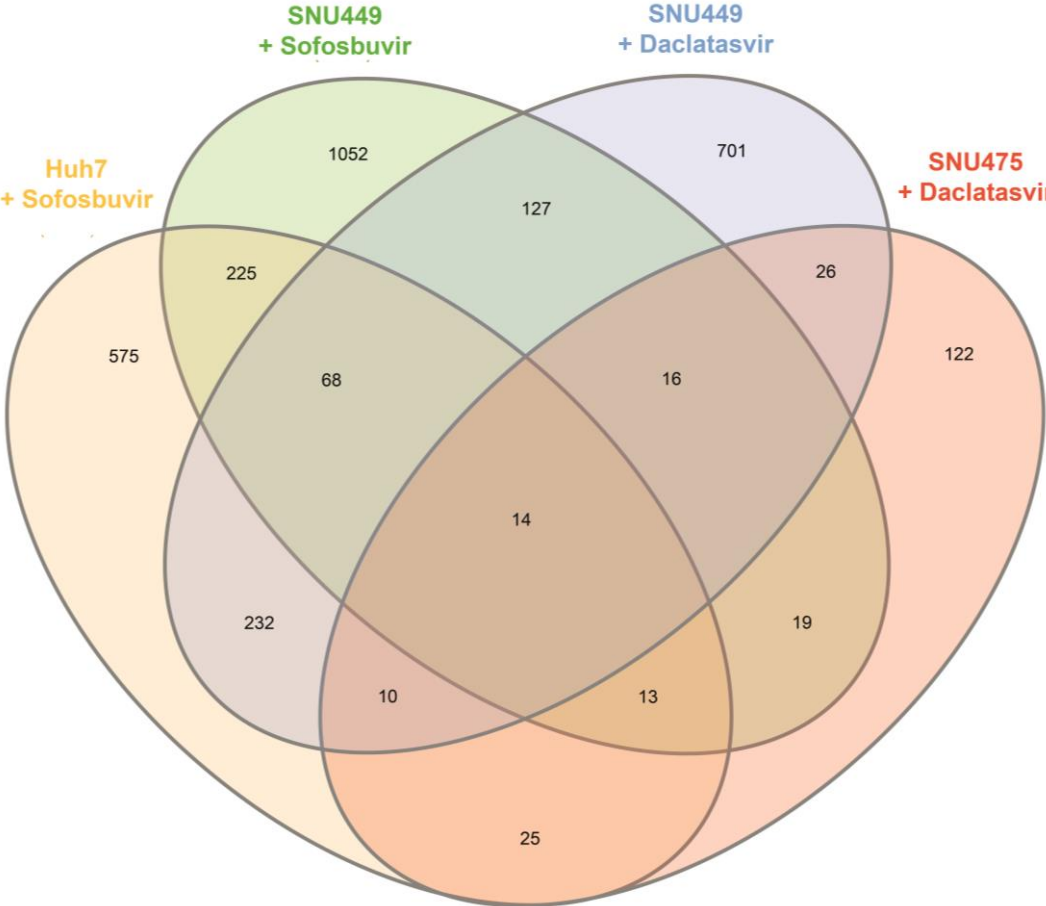 SNU449
+ Sofosbuvir
SNU449
+ Daclatasvir
Huh7
+ Sofosbuvir
SNU475
+ Daclatasvir
1052
701
127
225
26
575
68
16
122
14
232
19
10
13
25